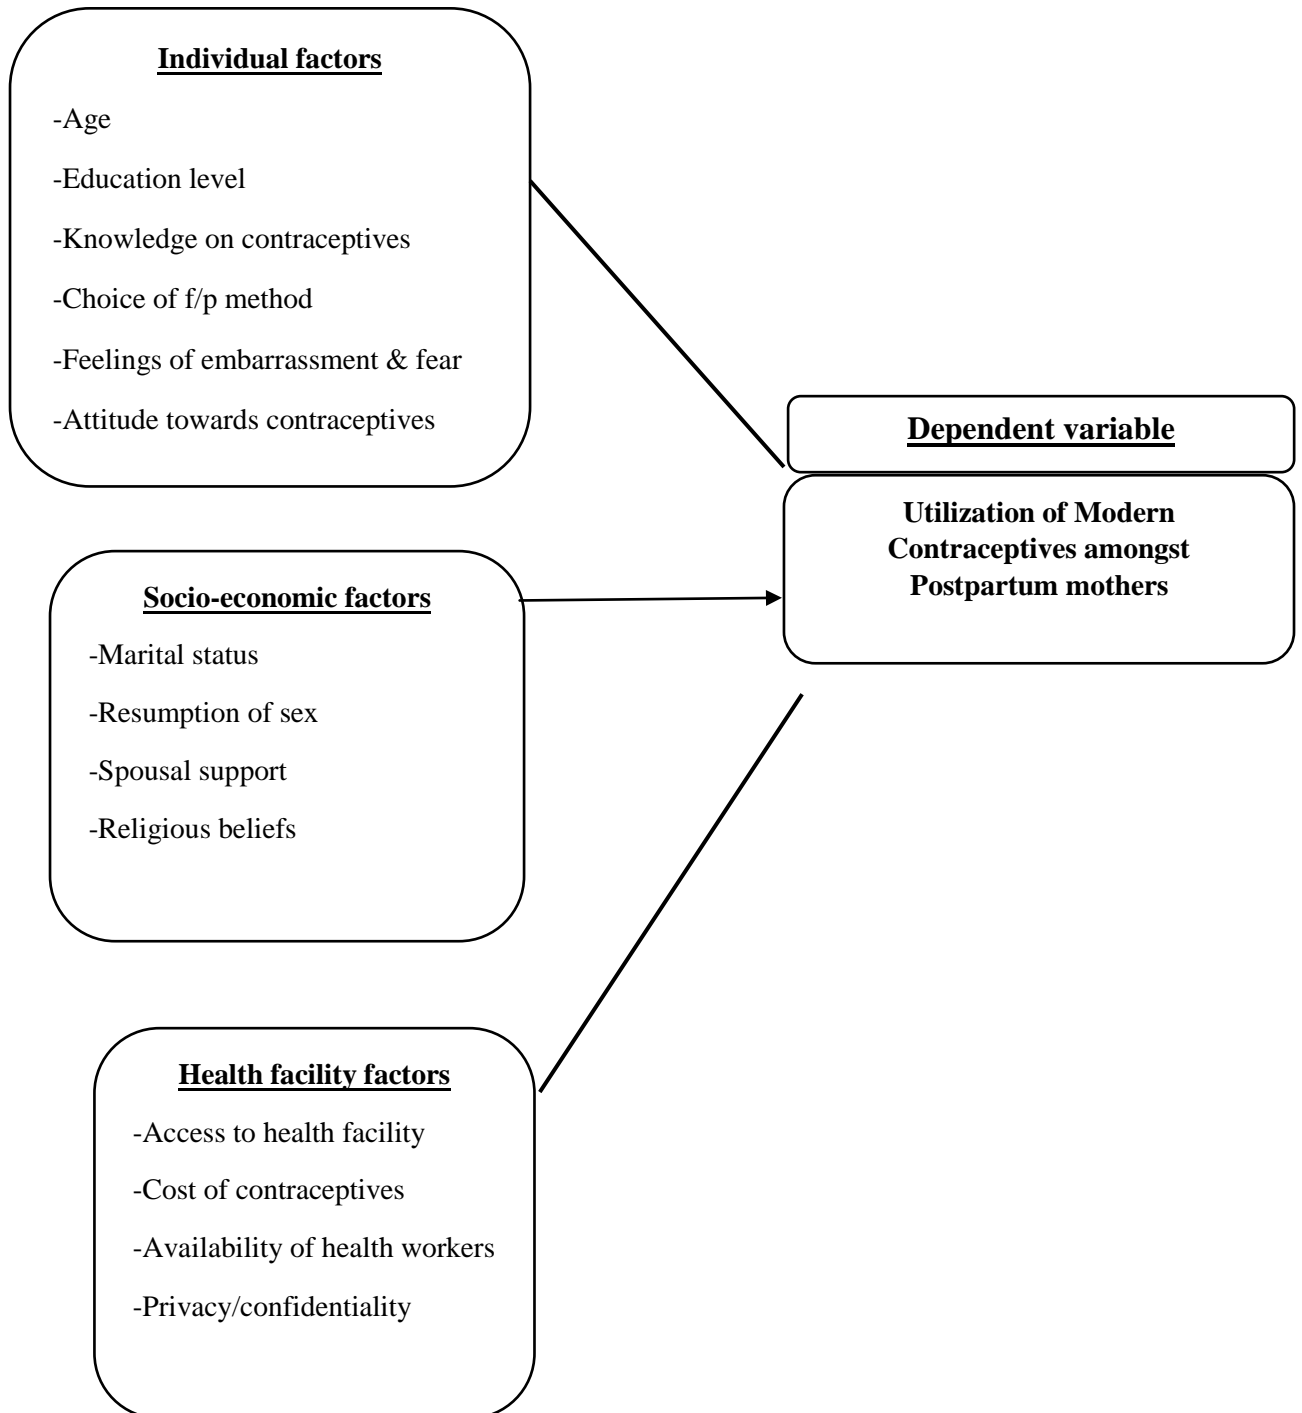 Individual factors
-Age
-Education level
-Knowledge on contraceptives
-Choice of f/p method
-Feelings of embarrassment & fear
-Attitude towards contraceptives
Dependent variable
Utilization of Modern
Contraceptives amongst
Postpartum mothers
Socio-economic factors
-Marital status
-Resumption of sex
-Spousal support
-Religious beliefs
Health facility factors
-Access to health facility
-Cost of contraceptives
-Availability of health workers
-Privacy/confidentiality